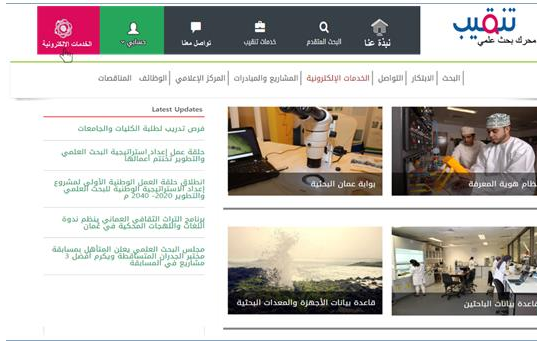 تنقيب
محرك بحث علمي
نبذة عنا
البحث المتقدم
خدمات تنقيب
تواصل معنا
حسابي
الخدمات الإلكترونية
البحث | الابتكار | التواصل | الخدمات الإلكترونية | المشاريع والمبادرات | المركز الإعلامي | الوظائف | المناقصات
Latest Updates
فرص تدريب لطلبة الكليات والجامعات
حلقة عمل إعداد استراتيجية البحث العلمي
والتطوير تختتم أعمالها
انطلاق حلقة العمل الوطنية الأولى لمشروع
إعداد الاستراتيجية الوطنية للبحث العلمي
والتطوير 2020- 2040 م
برنامج التراث الثقافي العماني ينظم ندوة
اللغات واللهجات المحكية في عُمان
مجلس البحث العلمي يعلن المتأهل بمسابقة
مختبر الجدران المتساقطة ويكرم أفضل 3
مشاريع في المسابقة
ظام هوية المعرفة
بوابة عمان البحثية
اعدة بيانات الباحثين
قاعدة بيانات الأجهزة والمعدات البحثية